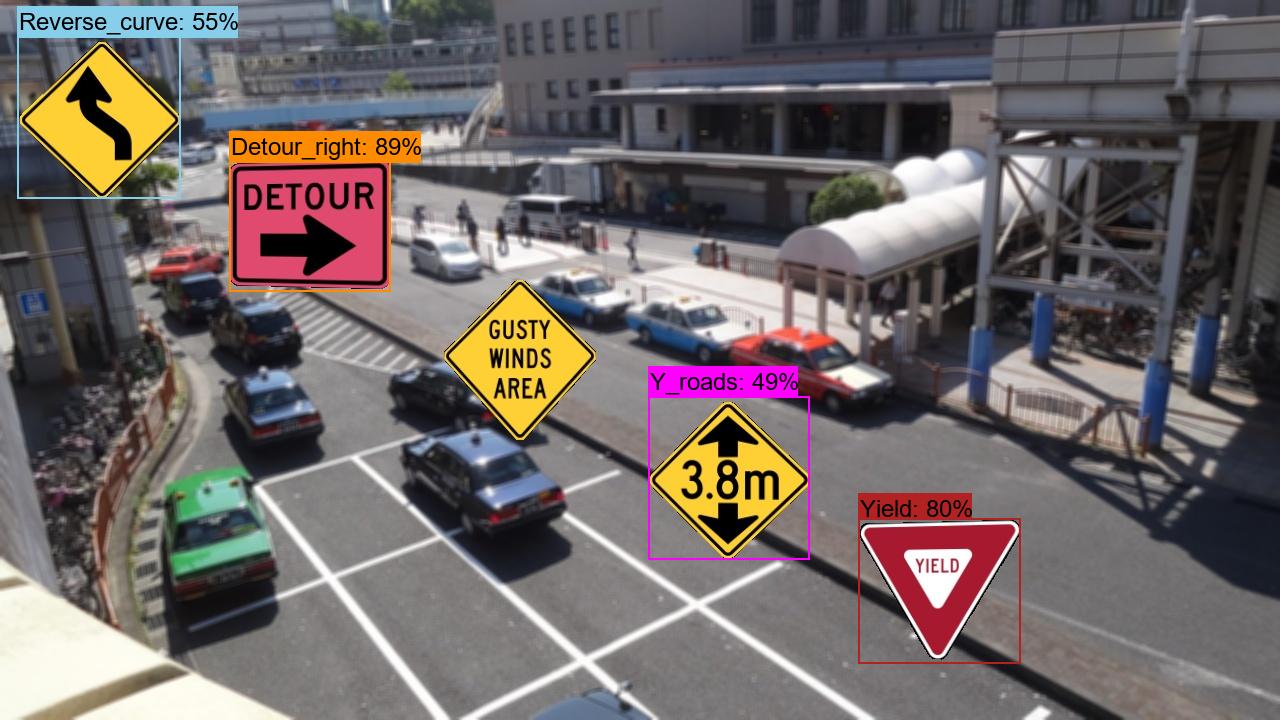 Reverse_curve: 55%
Detour_right: 89%
DETOUR
GUSTY
WINDS
AREA
Y_roads: 49%
3.8m
Yield: 80%
YIELD